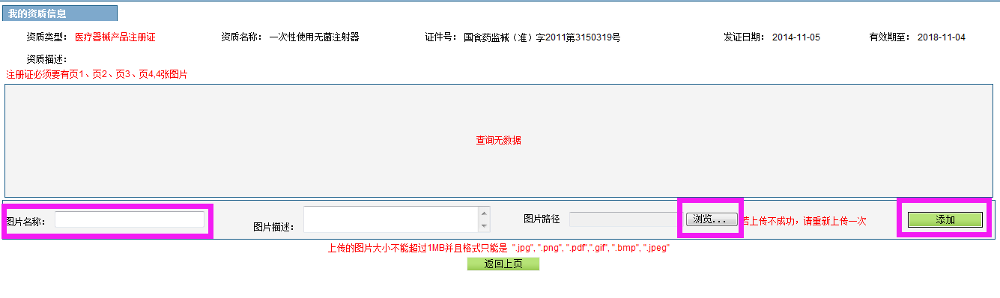 我的资质信息
资质类型： 医疗器械产品注册证 资质名称： 一次性使用无菌注射器 证件号： 国食药监械（准）字2011第3150319号 发证日期： 2014-11-05 有效期至： 2018-11-04
资质描述：
注册证必须要有页1、页2、页3、页4,4张图片
查询无数据
图片名称： 图片描述： 图片路径 浏览... 若上传不成功，请重新上传一次 添加
上传的图片大小不能超过1MB并且格式只能是 ".jpg", ".png", ".pdf",".gif", ".bmp", ".jpeg"
返回上页